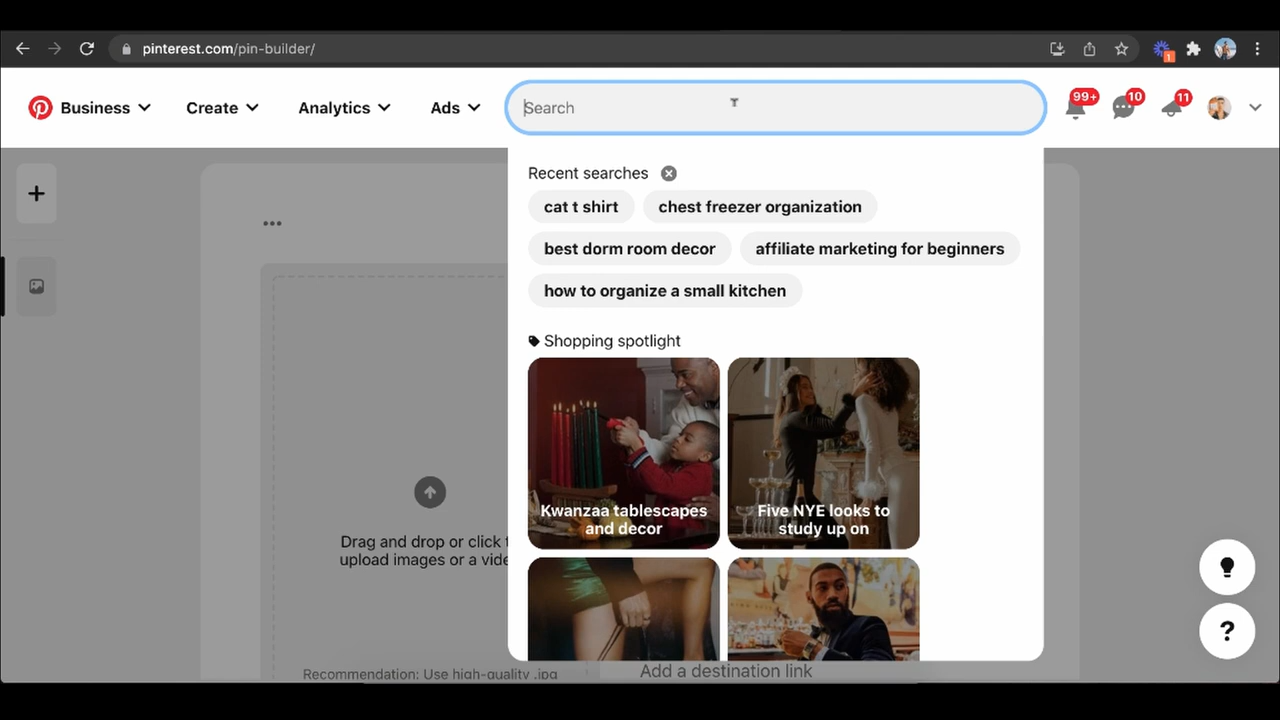 pinterest.com/pin-builder/
1
Business
Create
Analytics
Ads
Search
99+
10
11
Recent searches
cat t shirt
chest freezer organization
best dorm room decor
affiliate marketing for beginners
how to organize a small kitchen
Shopping spotlight
Kwanzaa tablescapes
and decor
Five NYE looks to
study up on
Drag and drop or click
upload images or a vide
Recommendation: Use high-quality .jpg
Add a destination link
?